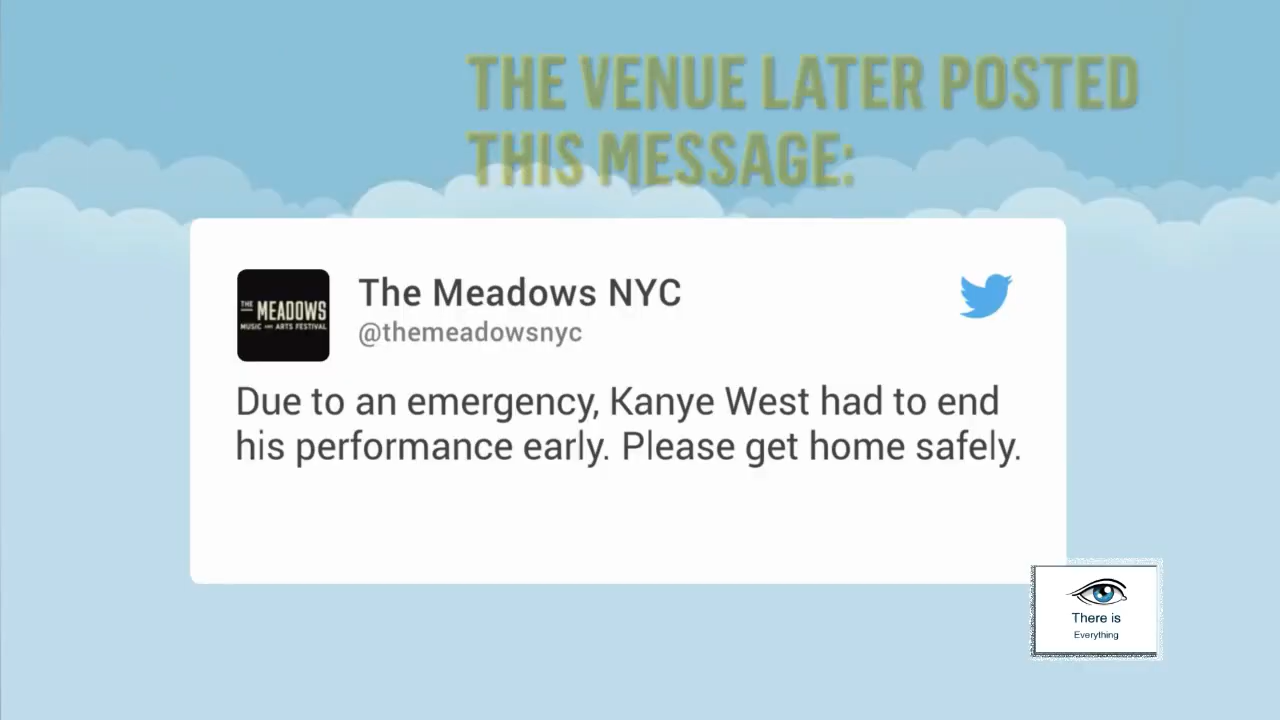 THE VENUE LATER POSTED
THIS MESSAGE:
THE MEADOWS
MUSIC AND ARTS FESTIVAL
The Meadows NYC
@themeadowsnyc
Due to an emergency, Kanye West had to end
his performance early. Please get home safely.
There is
Everything